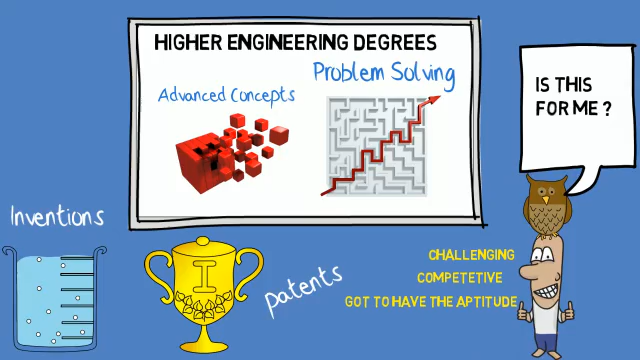 HIGHER ENGINEERING DEGREES
Problem Solving
Advanced Concepts
IS THIS
FOR ME ?
Inventions
I
patents
CHALLENGING
COMPETETIVE
GOT TO HAVE THE APTITUDE